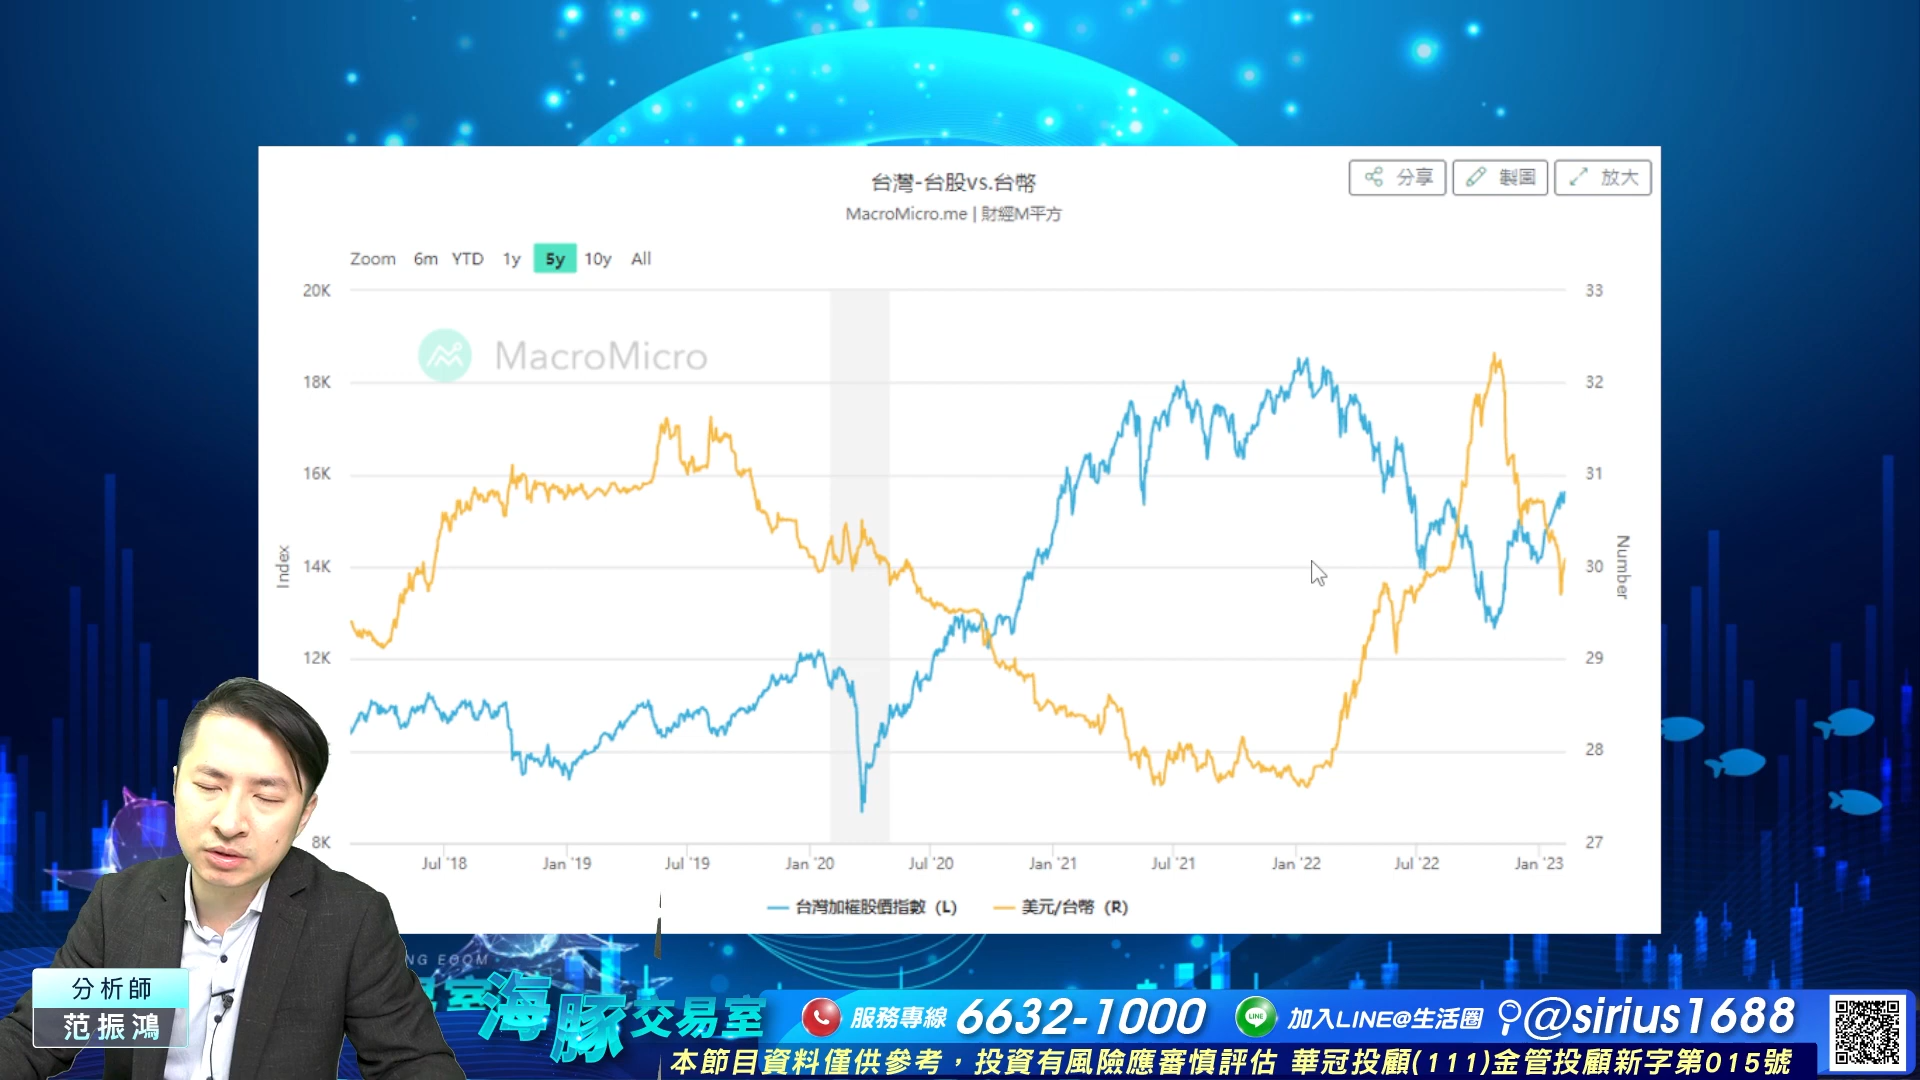 台灣-台股vs.台幣
MacroMicro.me | 財經M平方
分享
製圖
放大
Zoom 6m YTD 1y 5y 10y All
MacroMicro
20K
18K
16K
14K
12K
8K
Index
33
32
31
30
29
28
27
Number
Jul '18 Jan '19 Jul '19 Jan '20 Jul '20 Jan '21 Jul '21 Jan '22 Jul '22 Jan '23
台灣加權股價指數 (L) 美元/台幣 (R)
分析師
范振鴻
海豚交易室
服務專線 6632-1000
LINE
加入LINE@生活圈 @sirius1688
本節目資料僅供參考，投資有風險應審慎評估 華冠投顧(111)金管投顧新字第015號